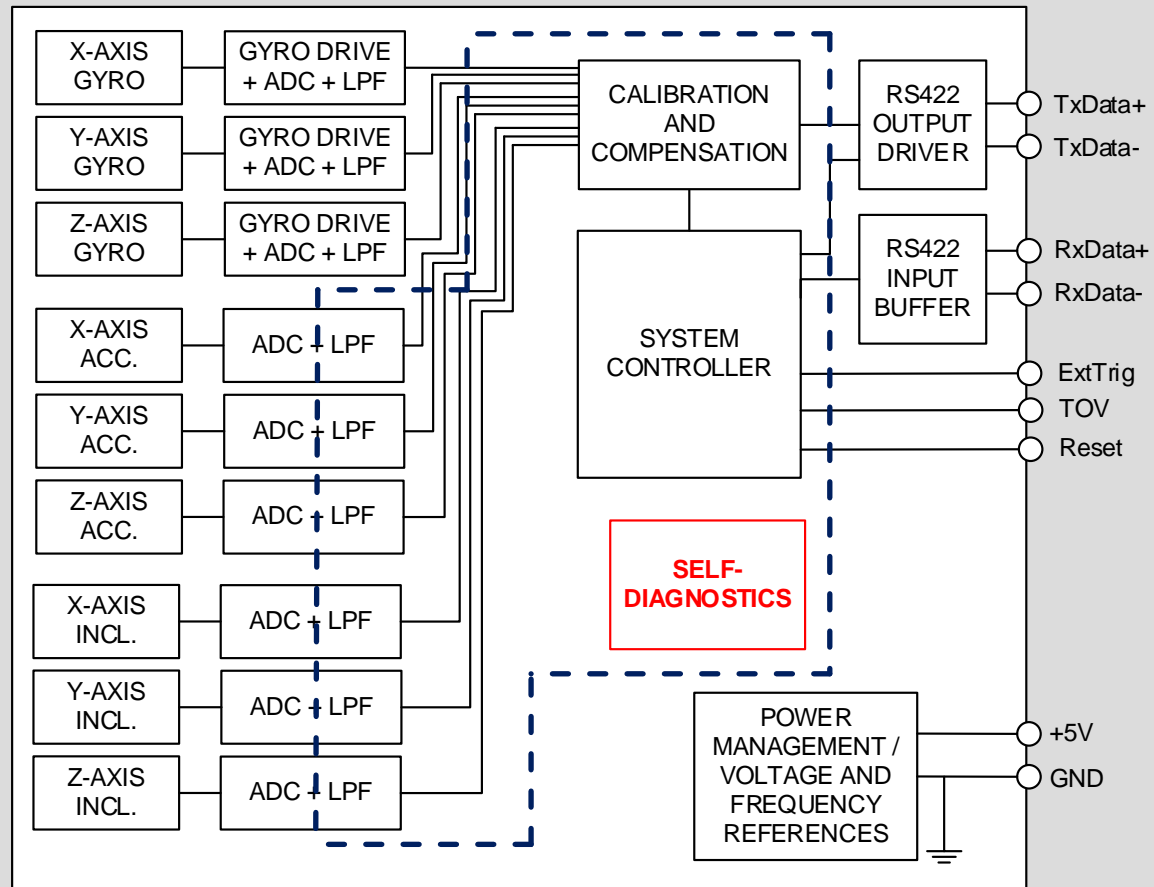 X-AXIS
GYRO
GYRO DRIVE
+ ADC + LPF
Y-AXIS
GYRO
GYRO DRIVE
+ ADC + LPF
Z-AXIS
GYRO
GYRO DRIVE
+ ADC + LPF
X-AXIS
ACC.
ADC + LPF
Y-AXIS
ACC.
ADC + LPF
Z-AXIS
ACC.
ADC + LPF
X-AXIS
INCL.
ADC + LPF
Y-AXIS
INCL.
ADC + LPF
Z-AXIS
INCL.
ADC + LPF
CALIBRATION
AND
COMPENSATION
SYSTEM
CONTROLLER
SELF-
DIAGNOSTICS
POWER
MANAGEMENT /
VOLTAGE AND
FREQUENCY
REFERENCES
RS422
OUTPUT
DRIVER
RS422
INPUT
BUFFER
TxData+
TxData-
RxData+
RxData-
ExtTrig
TOV
Reset
+5V
GND